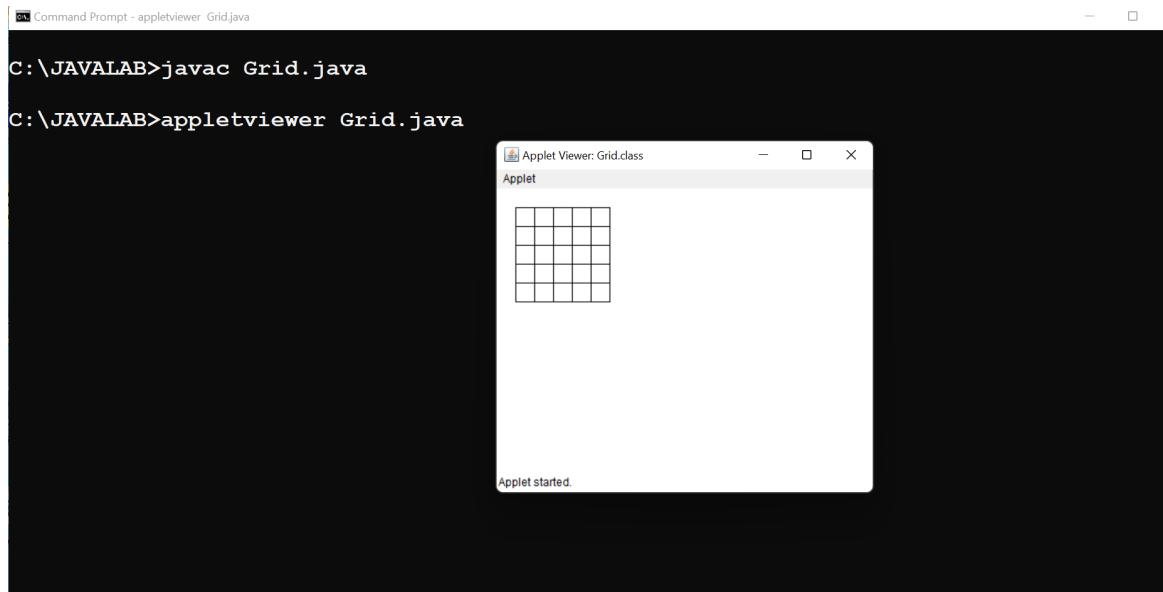 Command Prompt - appletviewer  Grid.java
C:\JAVALAB>javac Grid.java
C:\JAVALAB>appletviewer Grid.java
Applet Viewer: Grid.class
Applet
Applet started.